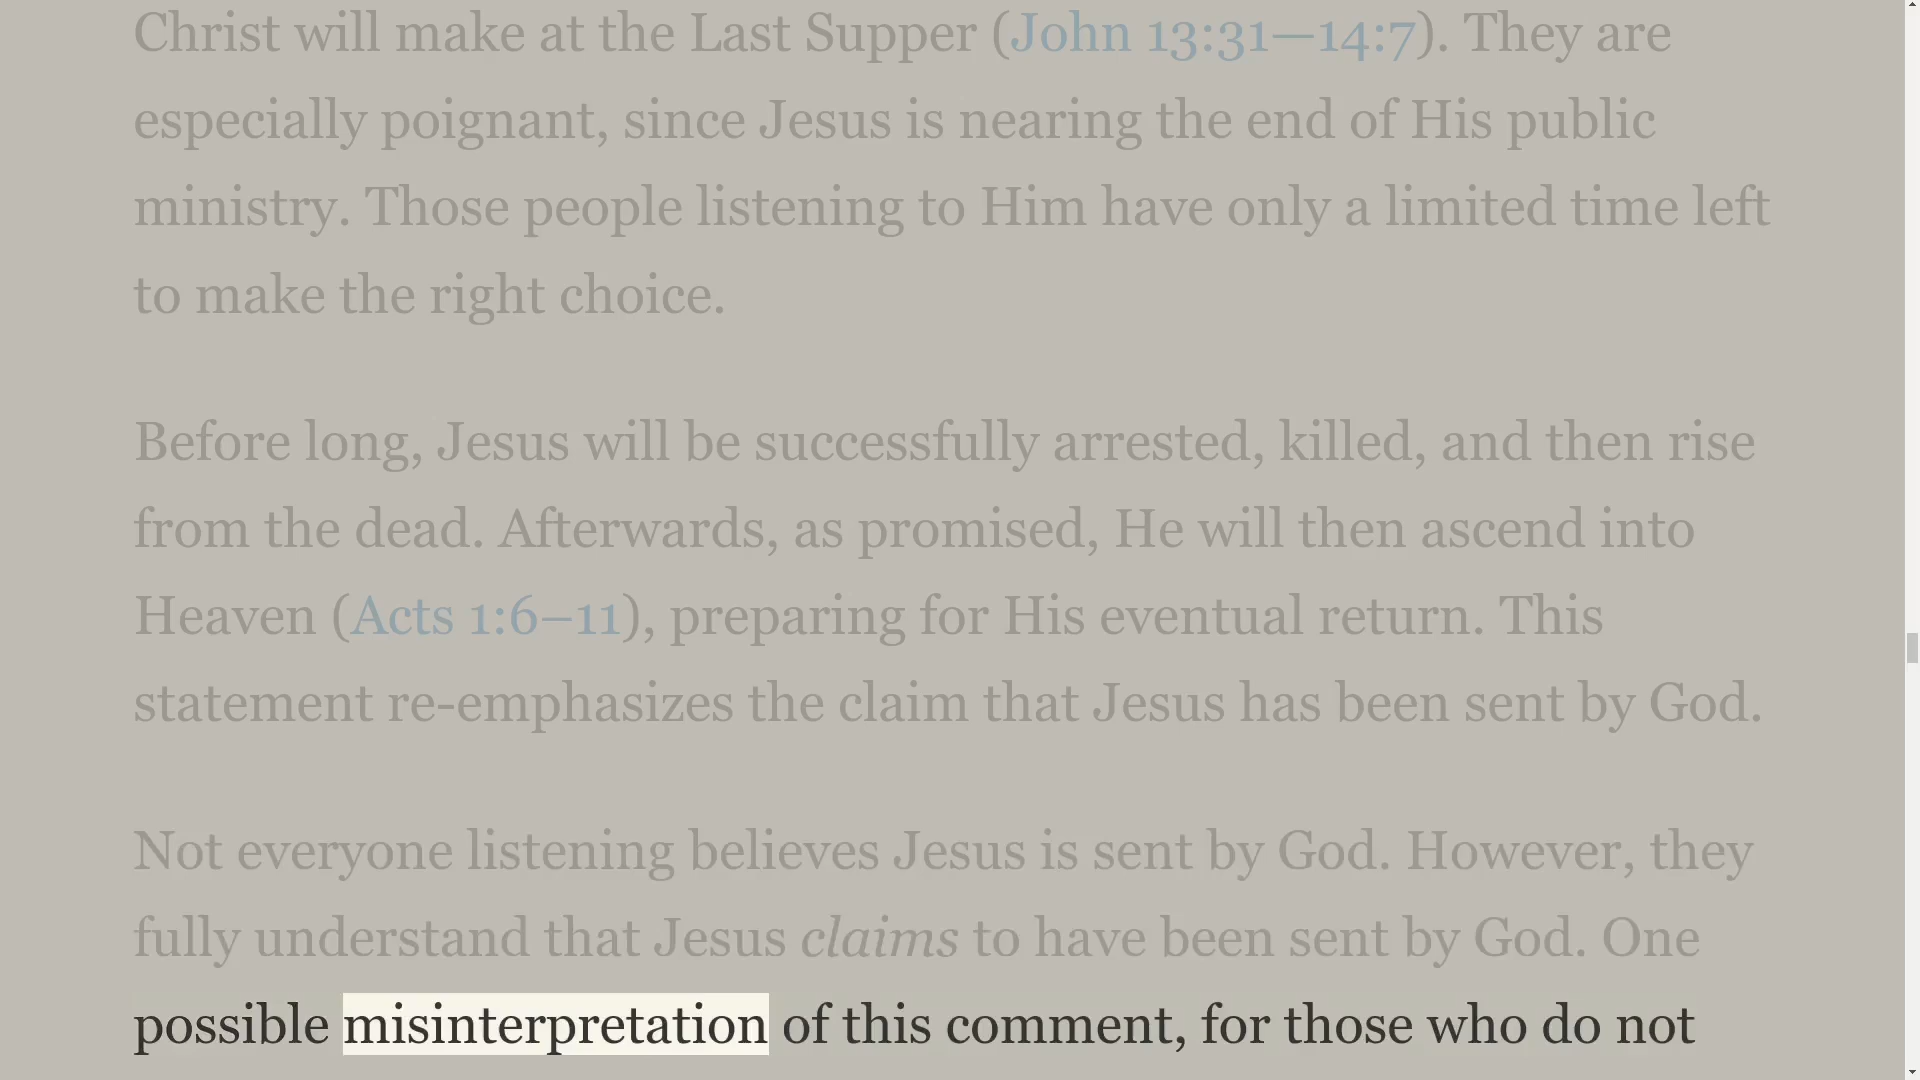 Christ will make at the Last Supper (John 13:31—14:7). They are
especially poignant, since Jesus is nearing the end of His public
ministry. Those people listening to Him have only a limited time left
to make the right choice.
Before long, Jesus will be successfully arrested, killed, and then rise
from the dead. Afterwards, as promised, He will then ascend into
Heaven (Acts 1:6–11), preparing for His eventual return. This
statement re-emphasizes the claim that Jesus has been sent by God.
Not everyone listening believes Jesus is sent by God. However, they
fully understand that Jesus claims to have been sent by God. One
possible misinterpretation of this comment, for those who do not